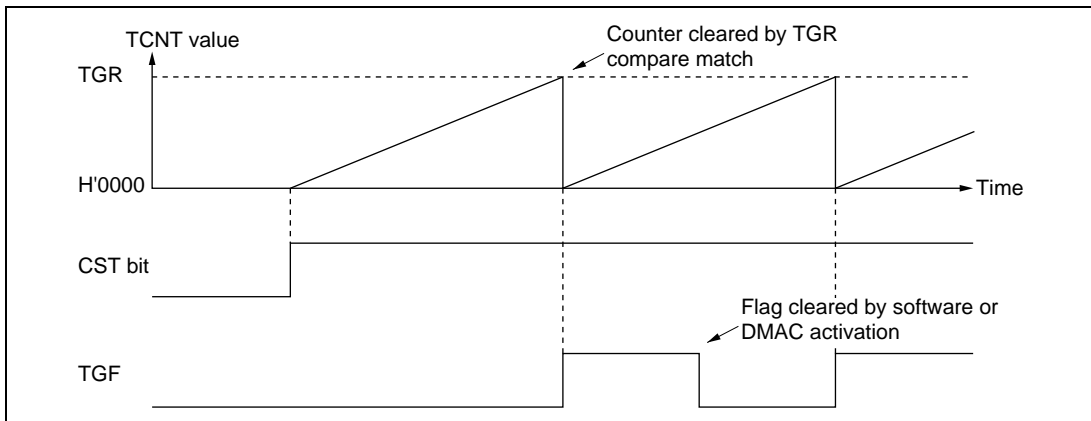 TCNT value
Counter cleared by TGR
compare match
TGR
H'0000
Time
CST bit
Flag cleared by software or
DMAC activation
TGF